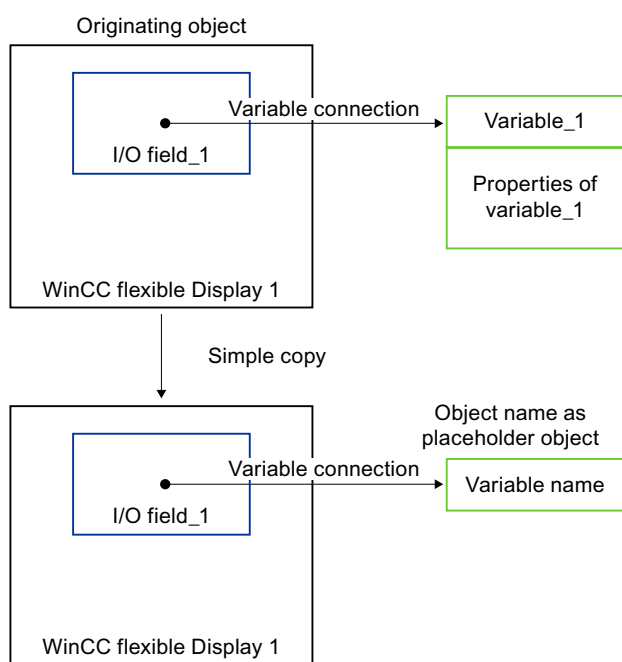 Originating object
Variable connection
Variable_1
I/O field_1
Properties of
variable_1
WinCC flexible Display 1
Simple copy
Object name as
placeholder object
Variable connection
Variable name
I/O field_1
WinCC flexible Display 1